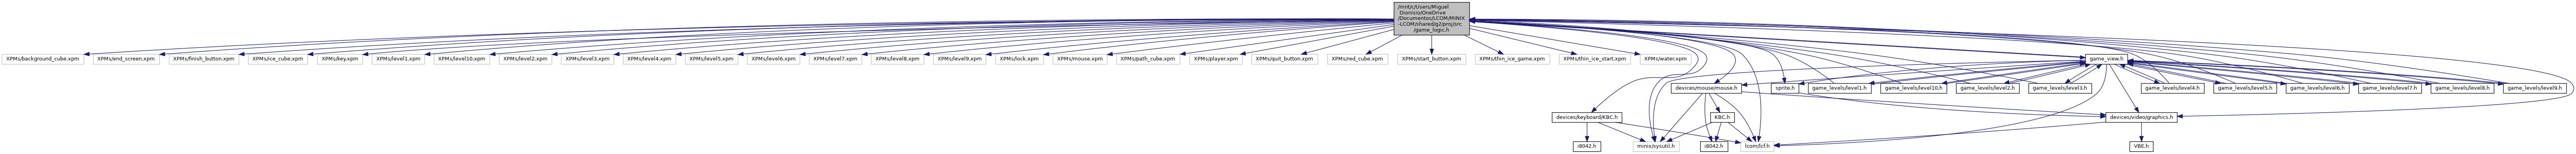 /mnt/c/Users/Miguel
Dionísio/OneDrive
/Documentos/LCOM/MINIX
-LCOM/shared/g2/proj/src
/game_logic.h
XPMs/background_cube.xpm
XPMs/end_screen.xpm
XPMs/finish_button.xpm
XPMs/ice_cube.xpm
XPMs/key.xpm
XPMs/level1.xpm
XPMs/level10.xpm
XPMs/level2.xpm
XPMs/level3.xpm
XPMs/level4.xpm
XPMs/level5.xpm
XPMs/level6.xpm
XPMs/level7.xpm
XPMs/level8.xpm
XPMs/level9.xpm
XPMs/lock.xpm
XPMs/mouse.xpm
XPMs/path_cube.xpm
XPMs/player.xpm
XPMs/quit_button.xpm
XPMs/red_cube.xpm
XPMs/start_button.xpm
XPMs/thin_ice_game.xpm
XPMs/thin_ice_start.xpm
XPMs/water.xpm
game_view.h
devices/mouse/mouse.h
sprite.h
game_levels/level1.h
game_levels/level10.h
game_levels/level2.h
game_levels/level3.h
game_levels/level4.h
game_levels/level5.h
game_levels/level6.h
game_levels/level7.h
game_levels/level8.h
game_levels/level9.h
devices/keyboard/KBC.h
KBC.h
devices/video/graphics.h
i8042.h
minix/sysutil.h
i8042.h
lcom/lcf.h
VBE.h